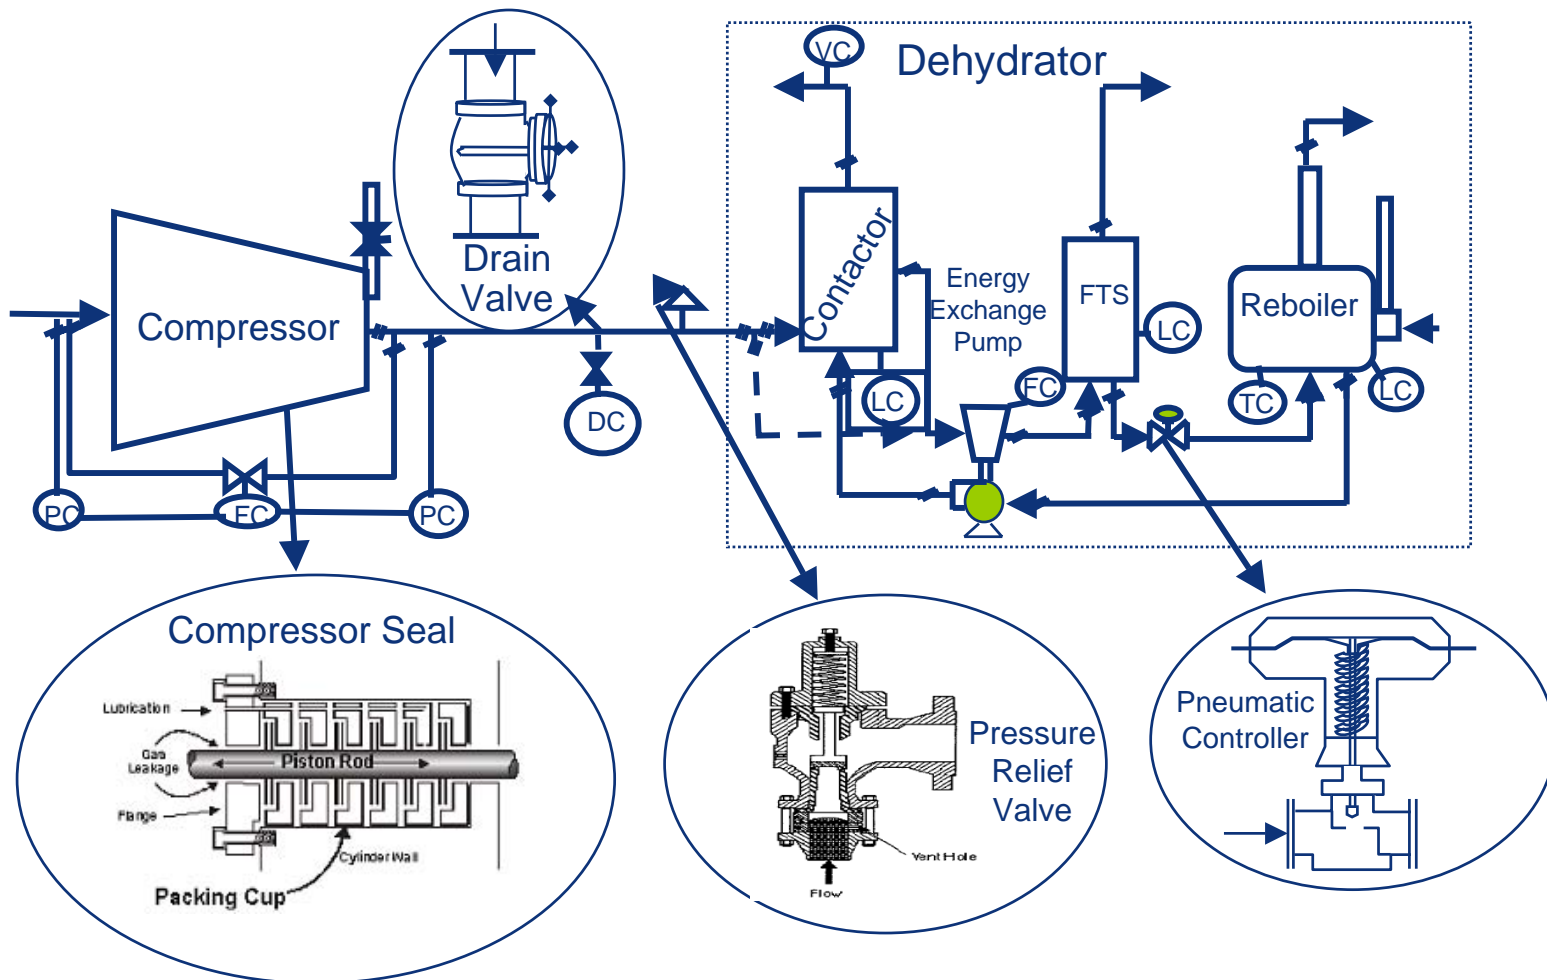 VC
Dehydrator
Drain
Valve
Compressor
Contactor
Energy
Exchange
Pump
FTS
Reboiler
LC
FC
LC
TC
LC
DC
PC
FC
PC
Compressor Seal
Lubrication
Gas
Leakage
Piston Rod
Flange
Cylinder Wall
Packing Cup
Pressure
Relief
Valve
Vent Hole
Flow
Pneumatic
Controller